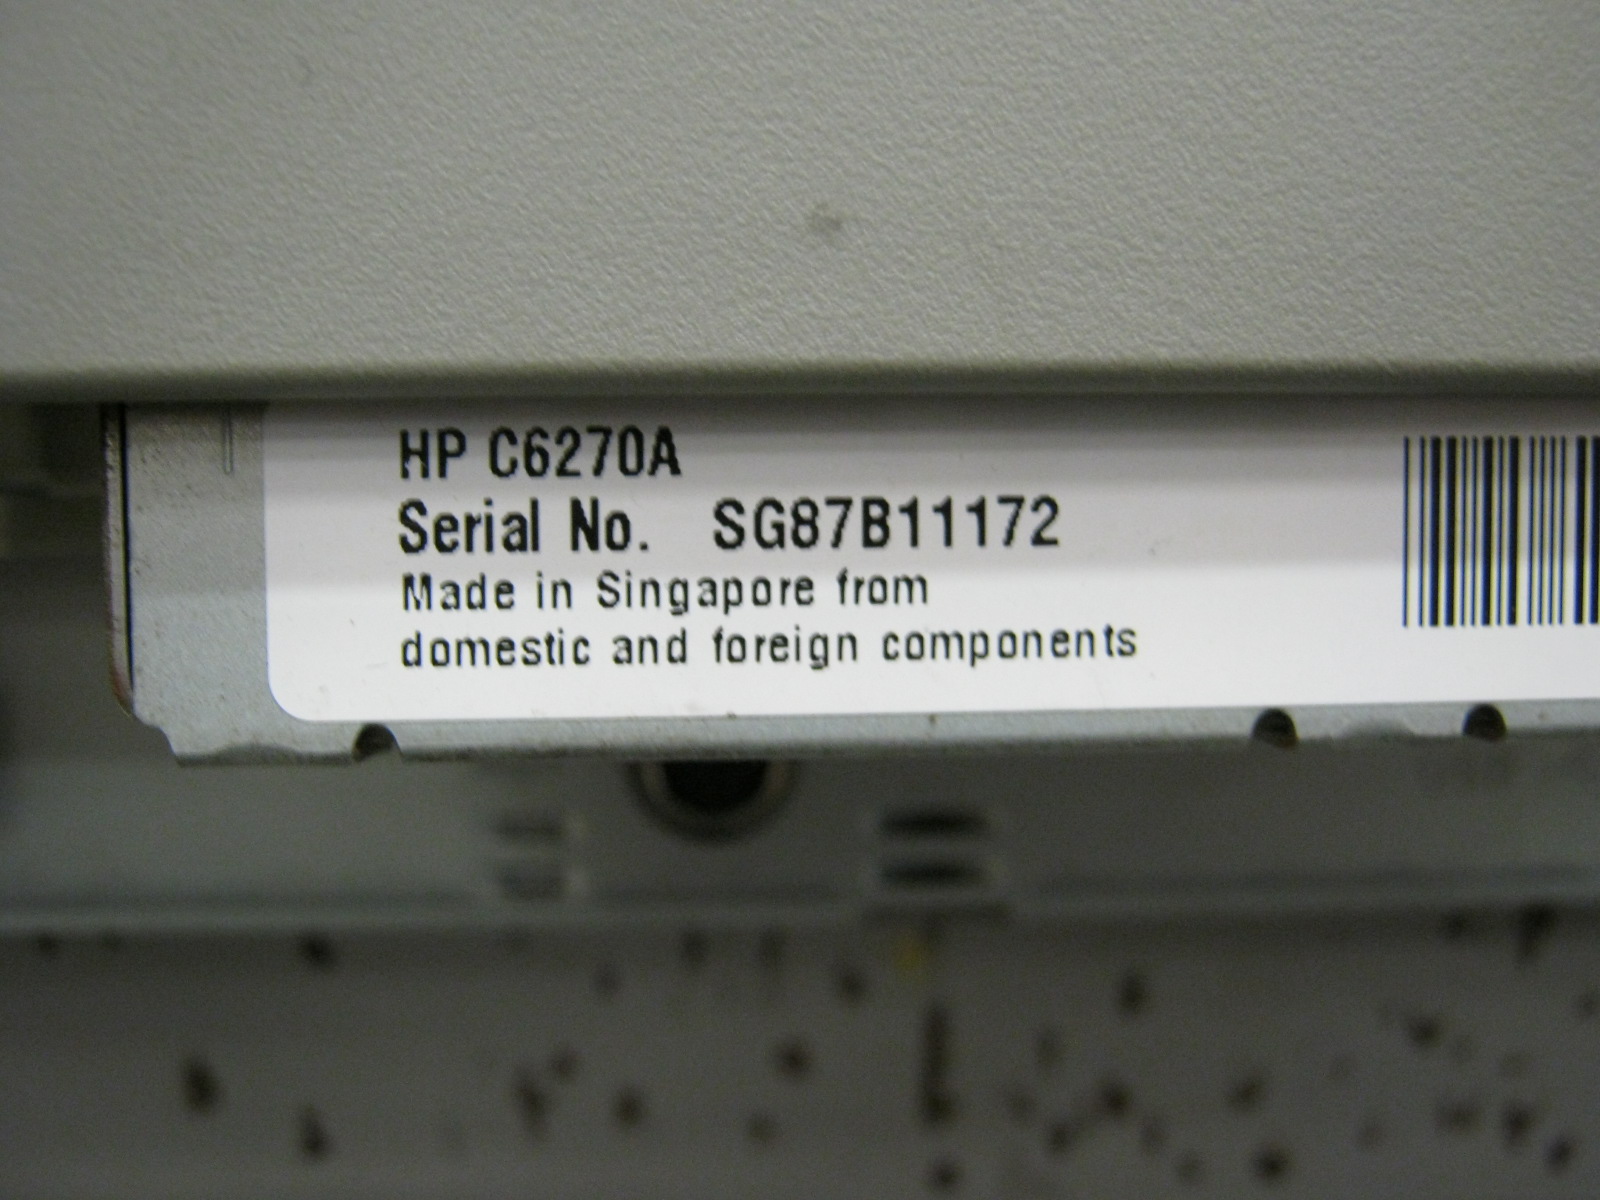 HP C6270A
Serial No. SG87B11172
Made in Singapore from
domestic and foreign components